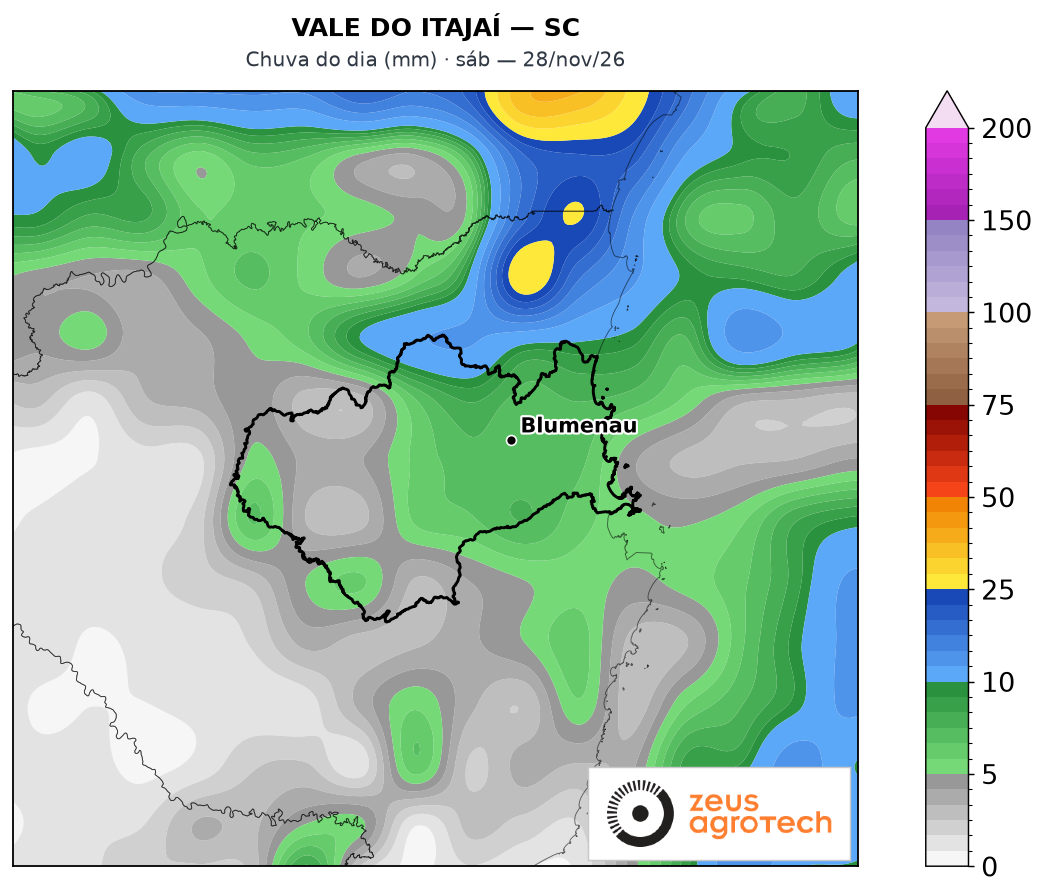 VALE DO ITAJAÍ — SC
Chuva do dia (mm) · sáb — 28/nov/26
200
150
100
75
50
25
10
5
0
Blumenau
zeus
agrotech